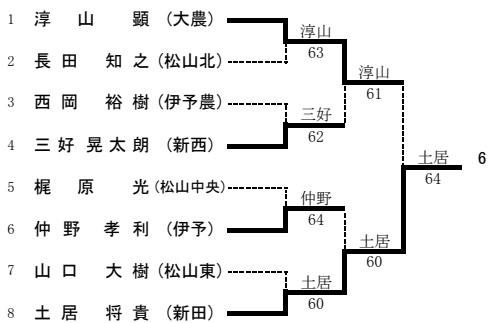 1 淳山 顕 (大農)
淳山
63
2 長田 知之 (松山北)
淳山
61
3 西岡 裕樹 (伊予農)
三好
62
4 三好 晃太朗 (新西)
土居 6
64
5 梶原 光 (松山中央)
仲野
64
6 仲野 孝利 (伊予)
土居
60
7 山口 大樹 (松山東)
土居
60
8 土居 将貴 (新田)